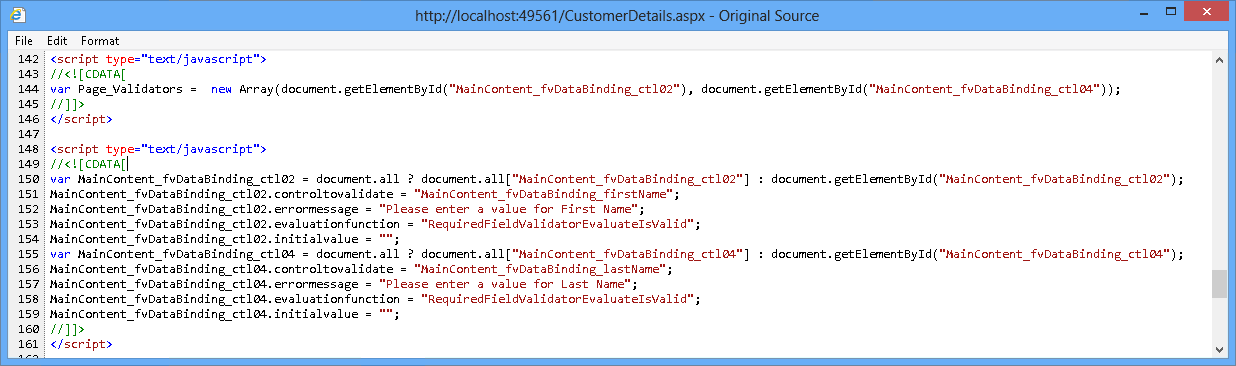 http://localhost:49561/CustomerDetails.aspx - Original Source
File Edit Format
142 <script type="text/javascript">
143 //<![CDATA[
144 var Page_Validators =  new Array(document.getElementById("MainContent_fvDataBinding_ctl02"), document.getElementById("MainContent_fvDataBinding_ctl04"));
145 //]]>
146 </script>
147
148 <script type="text/javascript">
149 //<![CDATA[
150 var MainContent_fvDataBinding_ctl02 = document.all ? document.all["MainContent_fvDataBinding_ctl02"] : document.getElementById("MainContent_fvDataBinding_ctl02");
151 MainContent_fvDataBinding_ctl02.controltovalidate = "MainContent_fvDataBinding_firstName";
152 MainContent_fvDataBinding_ctl02.errormessage = "Please enter a value for First Name";
153 MainContent_fvDataBinding_ctl02.evaluationfunction = "RequiredFieldValidatorEvaluateIsValid";
154 MainContent_fvDataBinding_ctl02.initialvalue = "";
155 var MainContent_fvDataBinding_ctl04 = document.all ? document.all["MainContent_fvDataBinding_ctl04"] : document.getElementById("MainContent_fvDataBinding_ctl04");
156 MainContent_fvDataBinding_ctl04.controltovalidate = "MainContent_fvDataBinding_lastName";
157 MainContent_fvDataBinding_ctl04.errormessage = "Please enter a value for Last Name";
158 MainContent_fvDataBinding_ctl04.evaluationfunction = "RequiredFieldValidatorEvaluateIsValid";
159 MainContent_fvDataBinding_ctl04.initialvalue = "";
160 //]]>
161 </script>